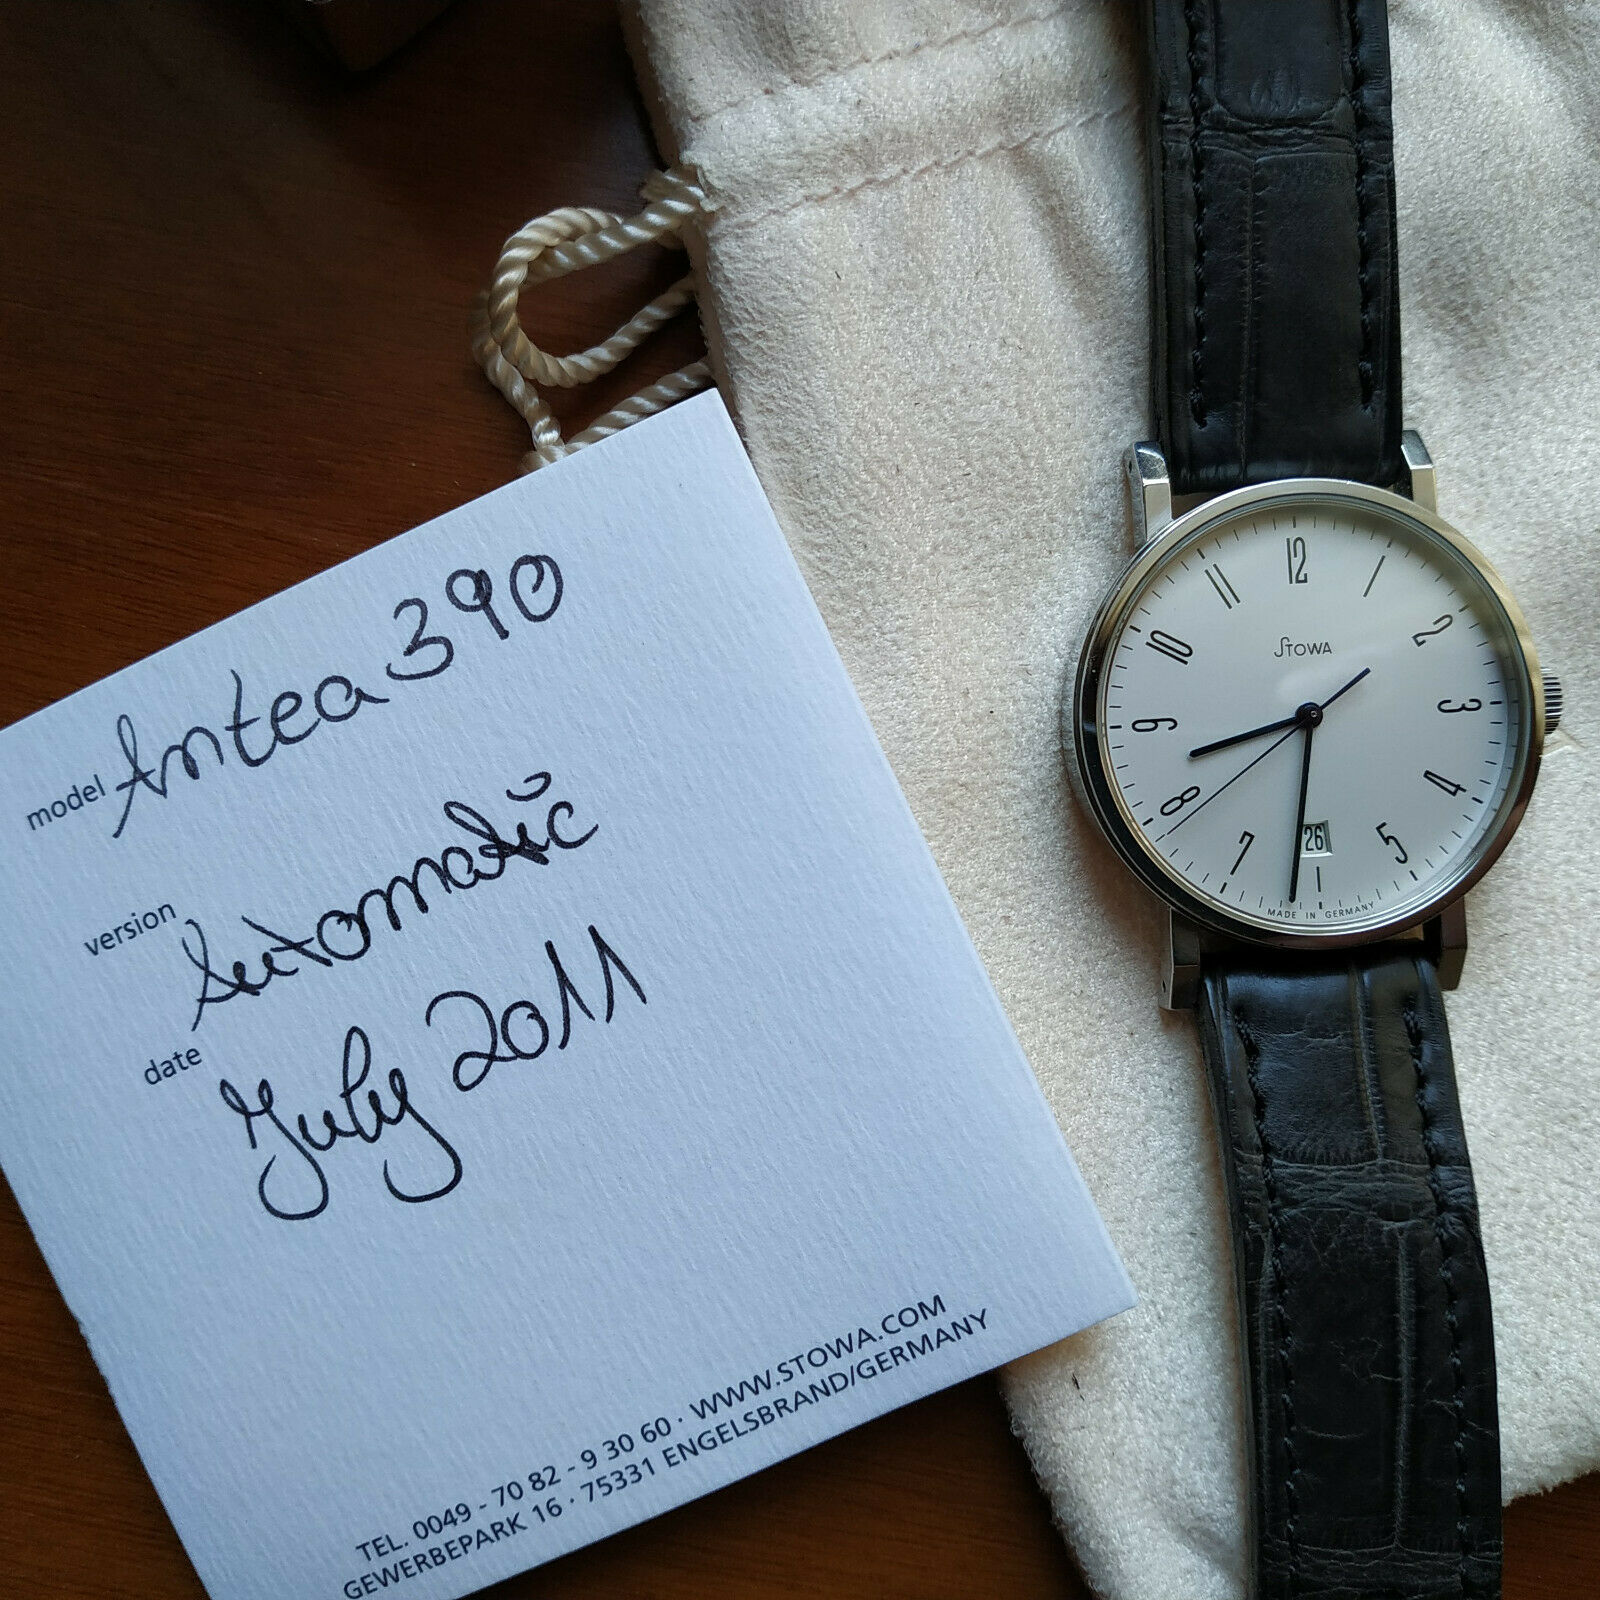 model Antea 390
version Automatic
date July 2011
TEL. 0049 - 70 82 - 9 30 60 · WWW.STOWA.COM
GEWERBEPARK 16 · 75331 ENGELSBRAND/GERMANY
12
11
10
2
STOWA
9
3
8
4
7
26
5
MADE IN GERMANY